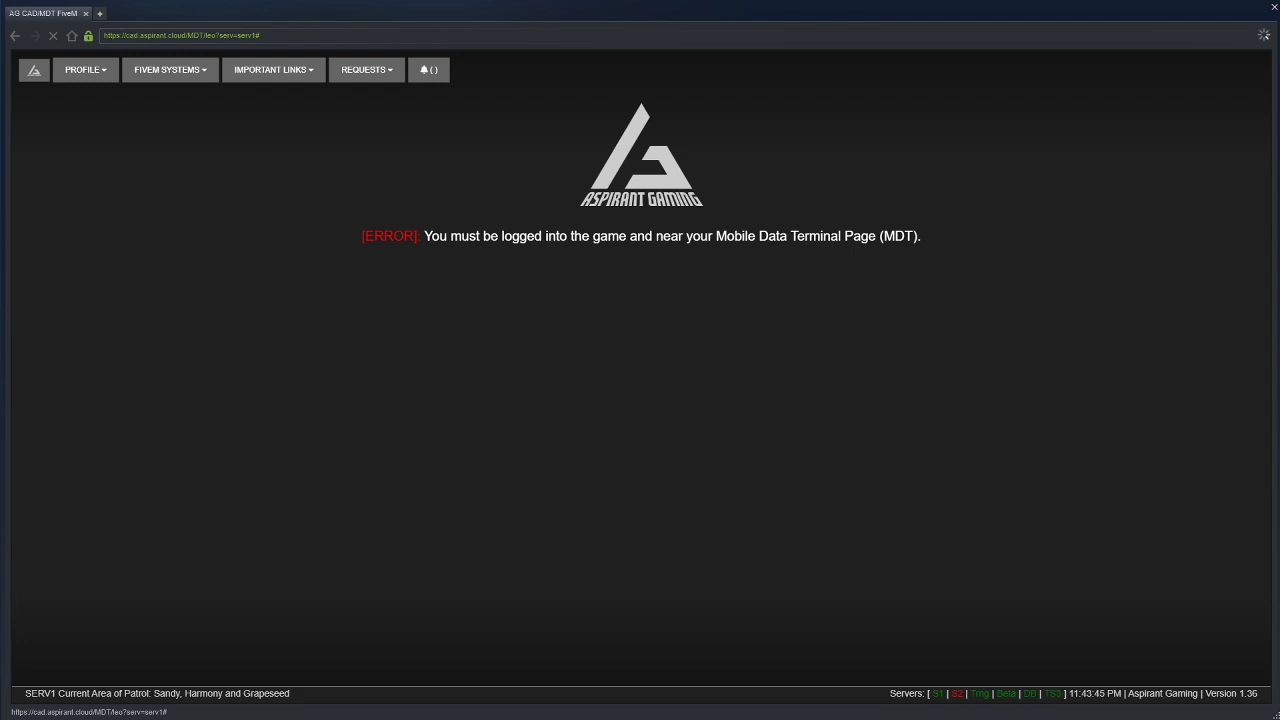 AG CAD/MDT FiveM
https://cad.aspirant.cloud/MDT/leo?serv=serv1#
PROFILE FIVEM SYSTEMS IMPORTANT LINKS REQUESTS ( )
ASPIRANT GAMING
[ERROR]: You must be logged into the game and near your Mobile Data Terminal Page (MDT).
SERV1 Current Area of Patrol: Sandy, Harmony and Grapeseed Servers: [ S1 | S2 | Trng | Beta | DB | TS3 ] 11:43:45 PM | Aspirant Gaming | Version 1.36
https://cad.aspirant.cloud/MDT/leo?serv=serv1#